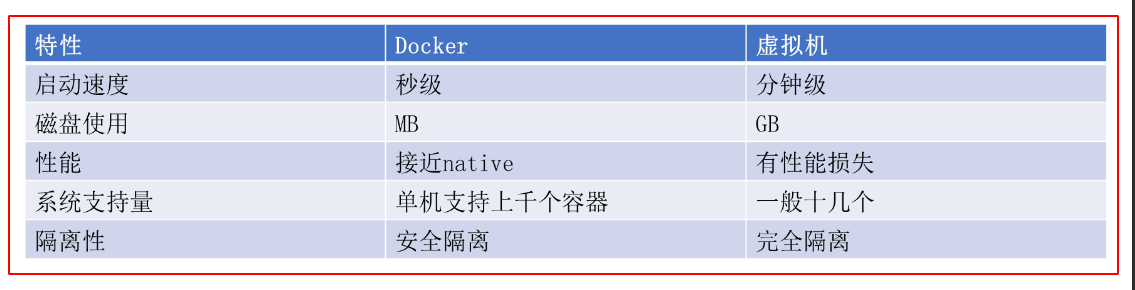 特性 Docker 虚拟机
启动速度 秒级 分钟级
磁盘使用 MB GB
性能 接近native 有性能损失
系统支持量 单机支持上千个容器 一般十几个
隔离性 安全隔离 完全隔离